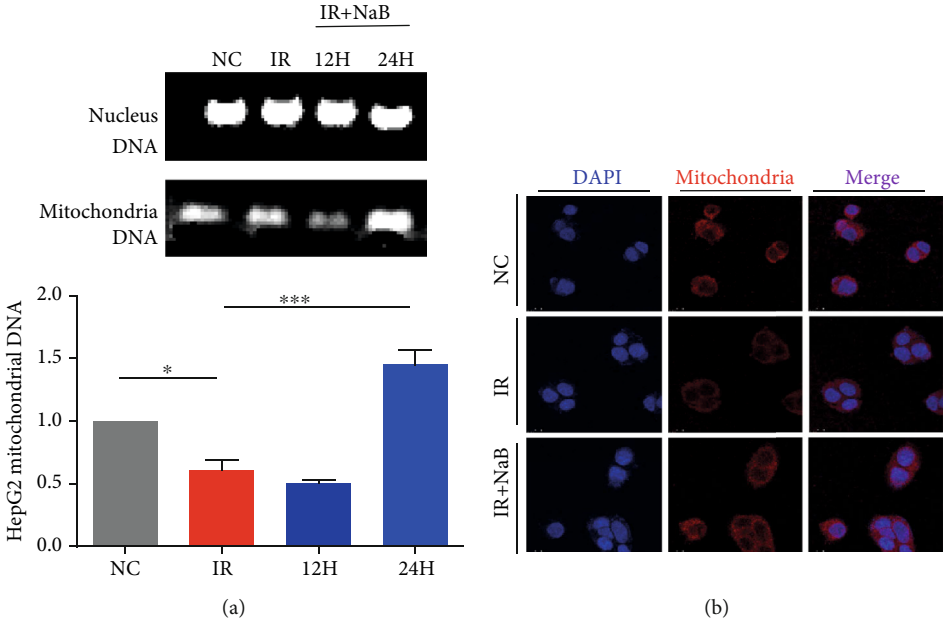 IR+NaB
NC IR 12H 24H
Nucleus
DNA
Mitochondria
DNA
HepG2 mitochondrial DNA
2.0
1.5
1.0
0.5
0.0
*
***
NC IR 12H 24H
(a)
DAPI Mitochondria Merge
NC
IR
IR+NaB
(b)